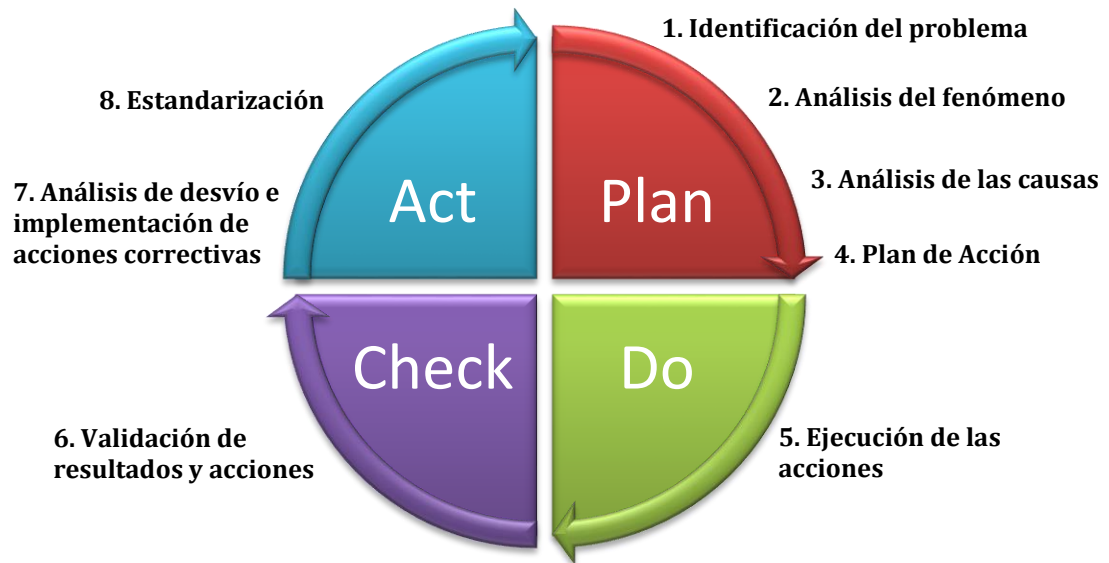 1. Identificación del problema
2. Análisis del fenómeno
3. Análisis de las causas
4. Plan de Acción
Plan
Do
5. Ejecución de las
acciones
Check
6. Validación de
resultados y acciones
Act
7. Análisis de desvío e
implementación de
acciones correctivas
8. Estandarización